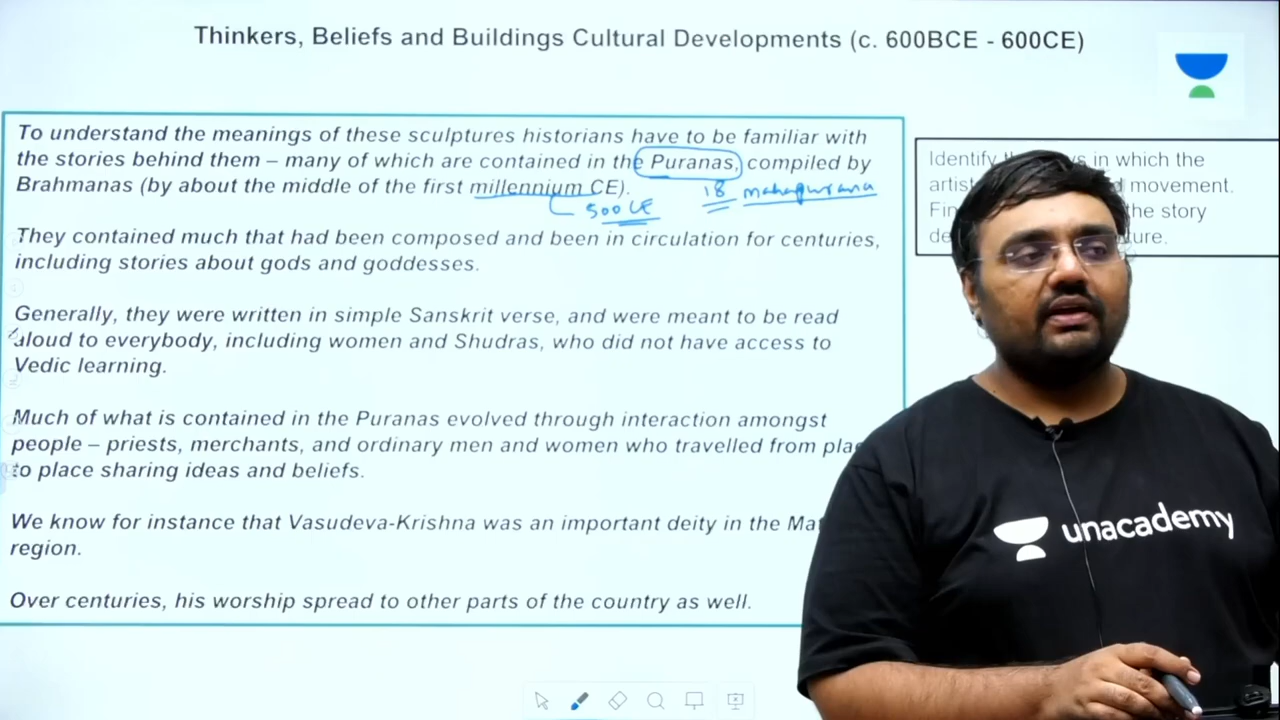 Thinkers, Beliefs and Buildings Cultural Developments (c. 600BCE - 600CE)
To understand the meanings of these sculptures historians have to be familiar with
the stories behind them – many of which are contained in the Puranas, compiled by
Brahmanas (by about the middle of the first millennium CE).
500 CE
18 mahapurana
They contained much that had been composed and been in circulation for centuries,
including stories about gods and goddesses.
Generally, they were written in simple Sanskrit verse, and were meant to be read
aloud to everybody, including women and Shudras, who did not have access to
Vedic learning.
Much of what is contained in the Puranas evolved through interaction amongst
people – priests, merchants, and ordinary men and women who travelled from
to place sharing ideas and beliefs.
We know for instance that Vasudeva-Krishna was an important deity in the
region.
Over centuries, his worship spread to other parts of the country as well.
Identify in which the
movement.
the story
unacademy